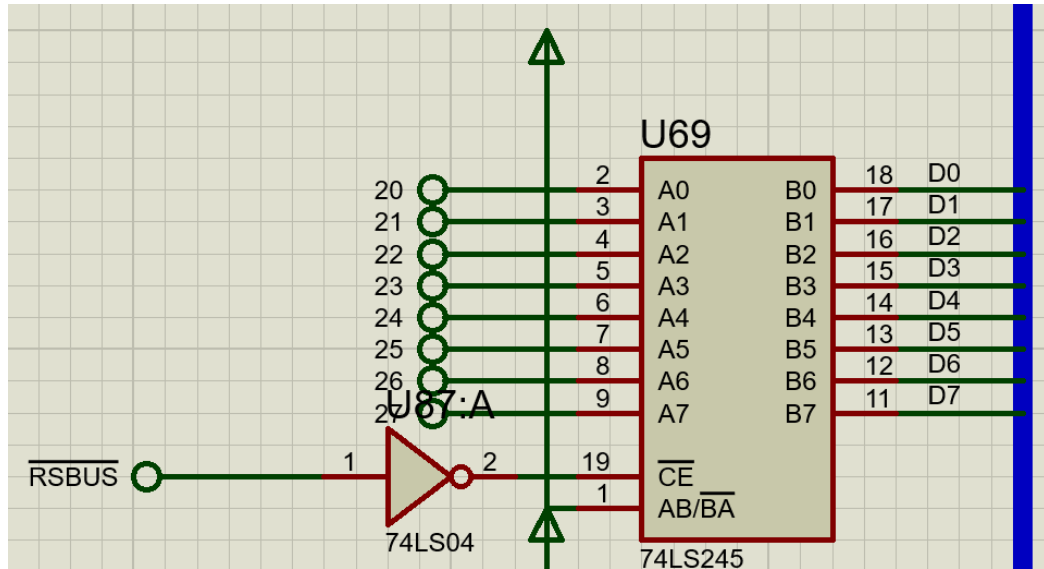 U69
20 2 A0 B0 18 D0
21 3 A1 B1 17 D1
22 4 A2 B2 16 D2
23 5 A3 B3 15 D3
24 6 A4 B4 14 D4
25 7 A5 B5 13 D5
26 8 A6 B6 12 D6
U87:A
27 9 A7 B7 11 D7
RSBUS 1 2 19 CE
1 AB/BA
74LS04
74LS245